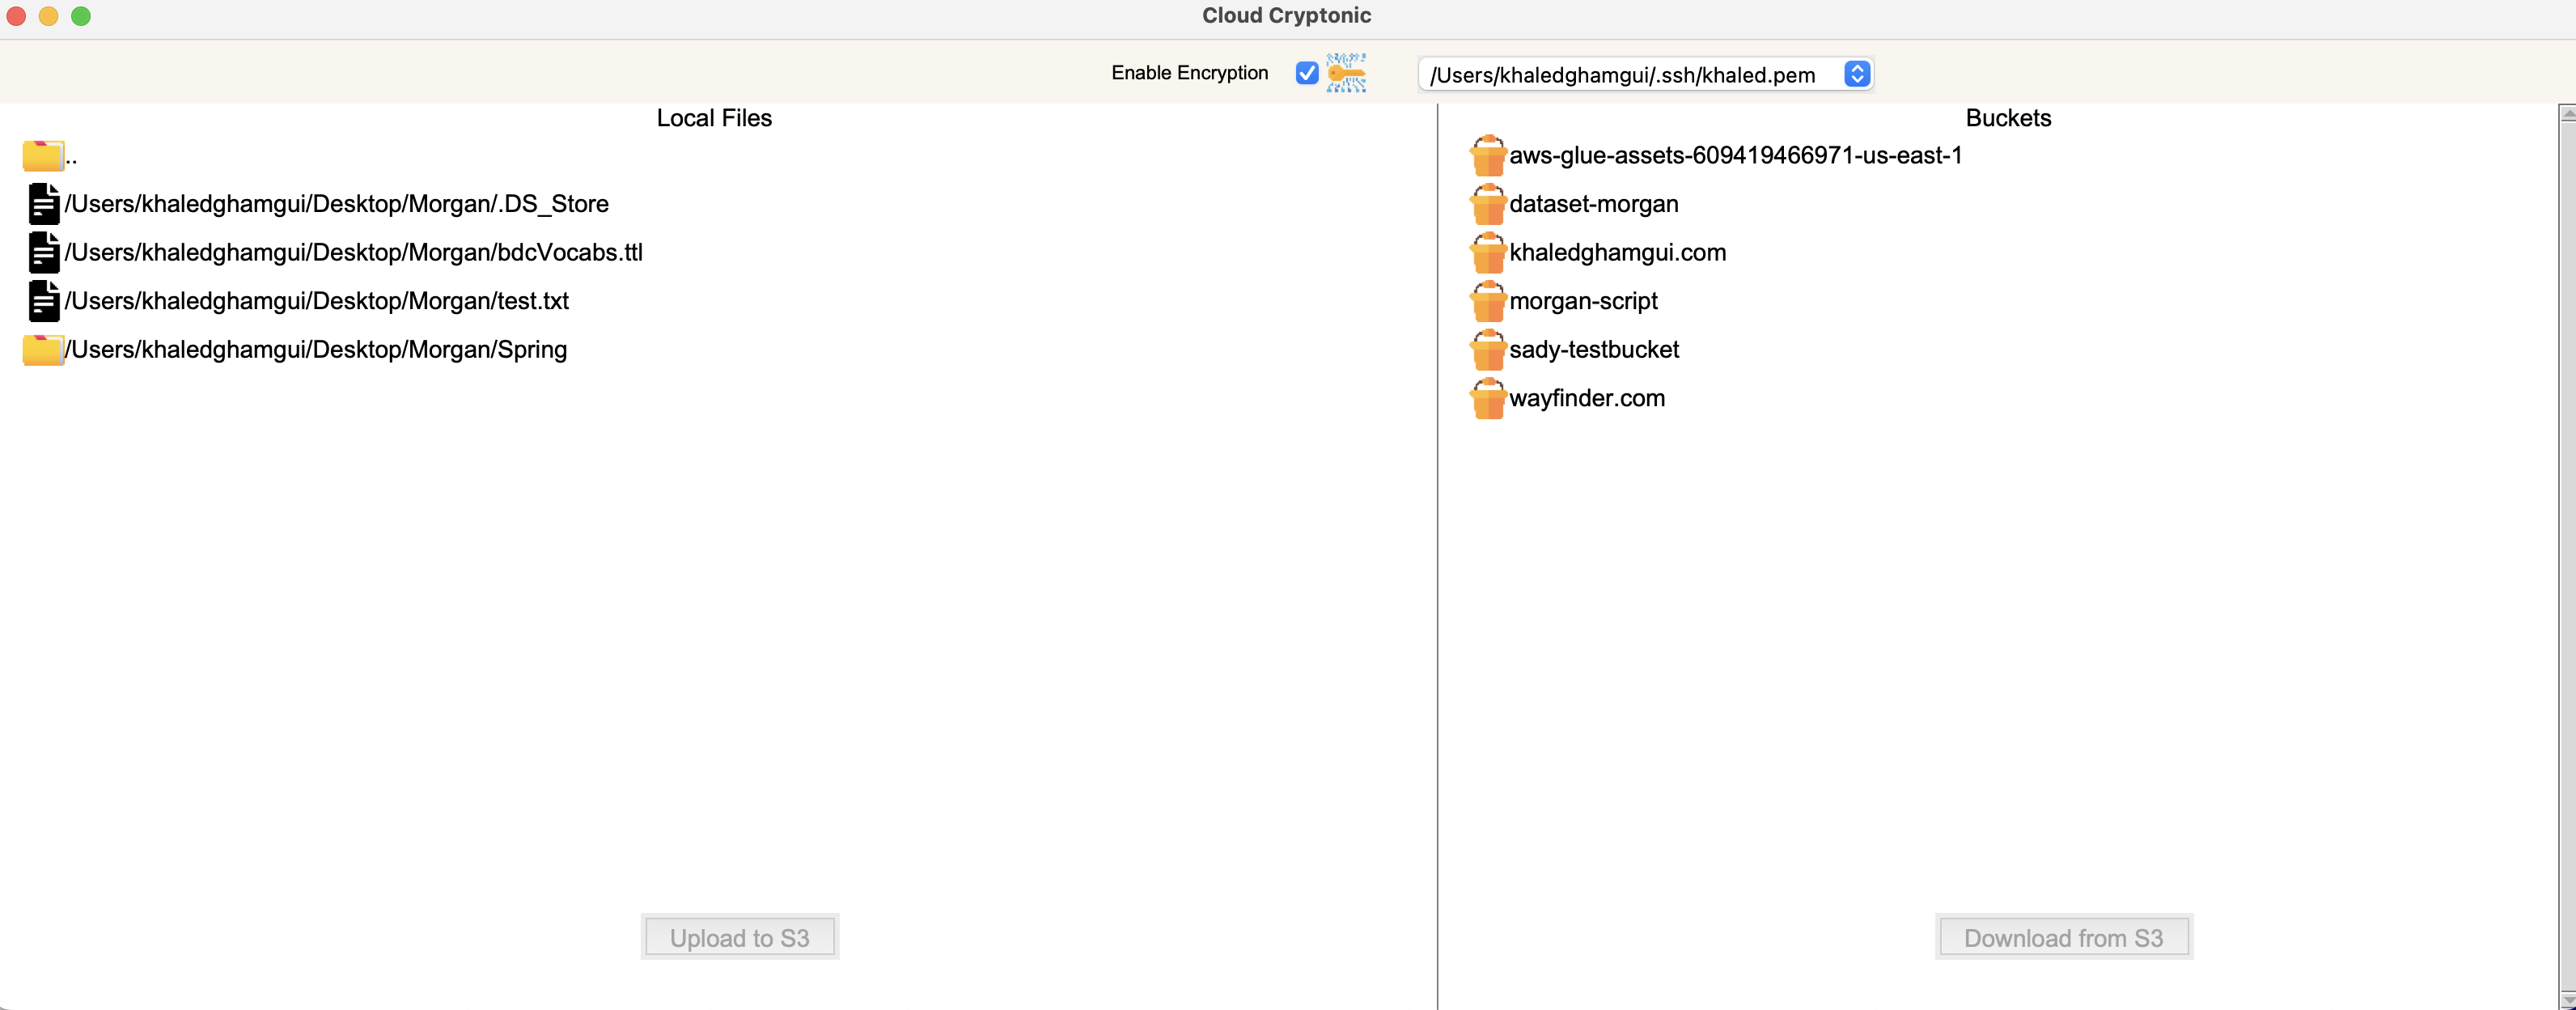 Cloud Cryptonic
Enable Encryption
/Users/khaledghamgui/.ssh/khaled.pem
Local Files
..
/Users/khaledghamgui/Desktop/Morgan/.DS_Store
/Users/khaledghamgui/Desktop/Morgan/bdcVocabs.ttl
/Users/khaledghamgui/Desktop/Morgan/test.txt
/Users/khaledghamgui/Desktop/Morgan/Spring
Upload to S3
Buckets
aws-glue-assets-609419466971-us-east-1
dataset-morgan
khaledghamgui.com
morgan-script
sady-testbucket
wayfinder.com
Download from S3